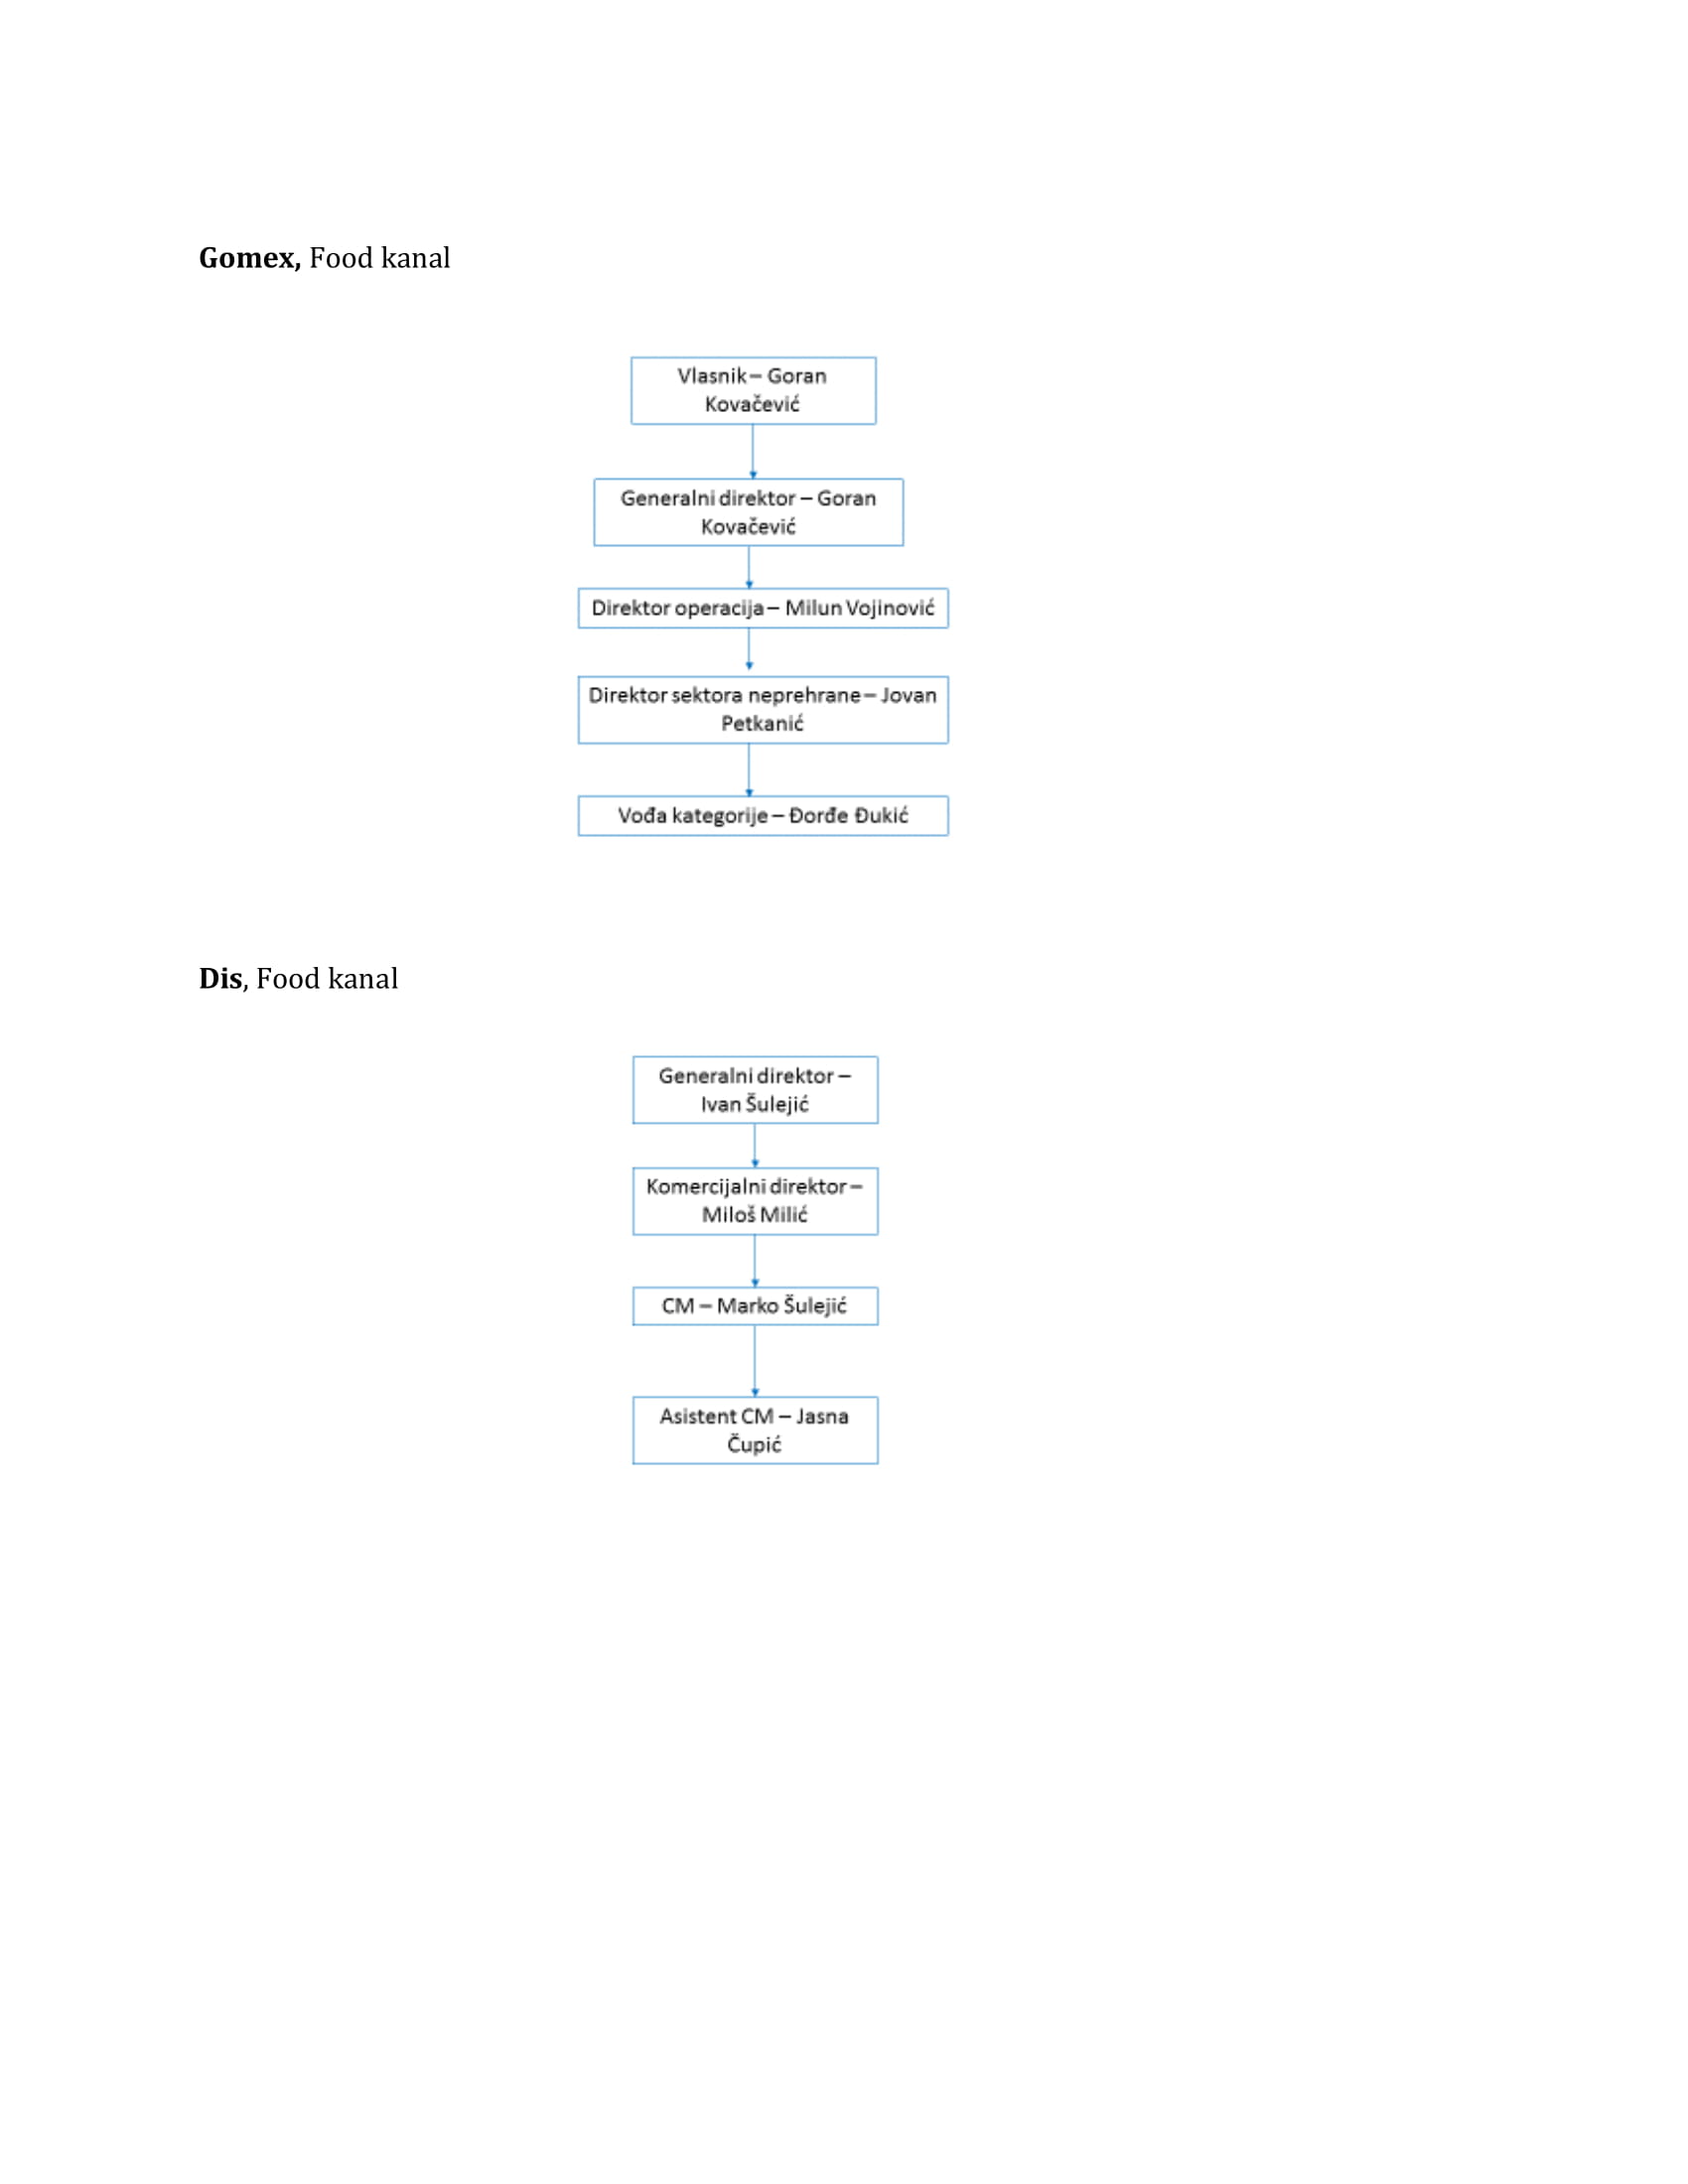 Gomex, Food kanal
Vlasnik – Goran
Kovačević
Generalni direktor – Goran
Kovačević
Direktor operacija – Milun Vojinović
Direktor sektora neprehrane – Jovan
Petkanić
Vođa kategorije – Đorđe Đukić
Dis, Food kanal
Generalni direktor –
Ivan Šulejić
Komercijalni direktor –
Miloš Milić
CM – Marko Šulejić
Asistent CM – Jasna
Čupić